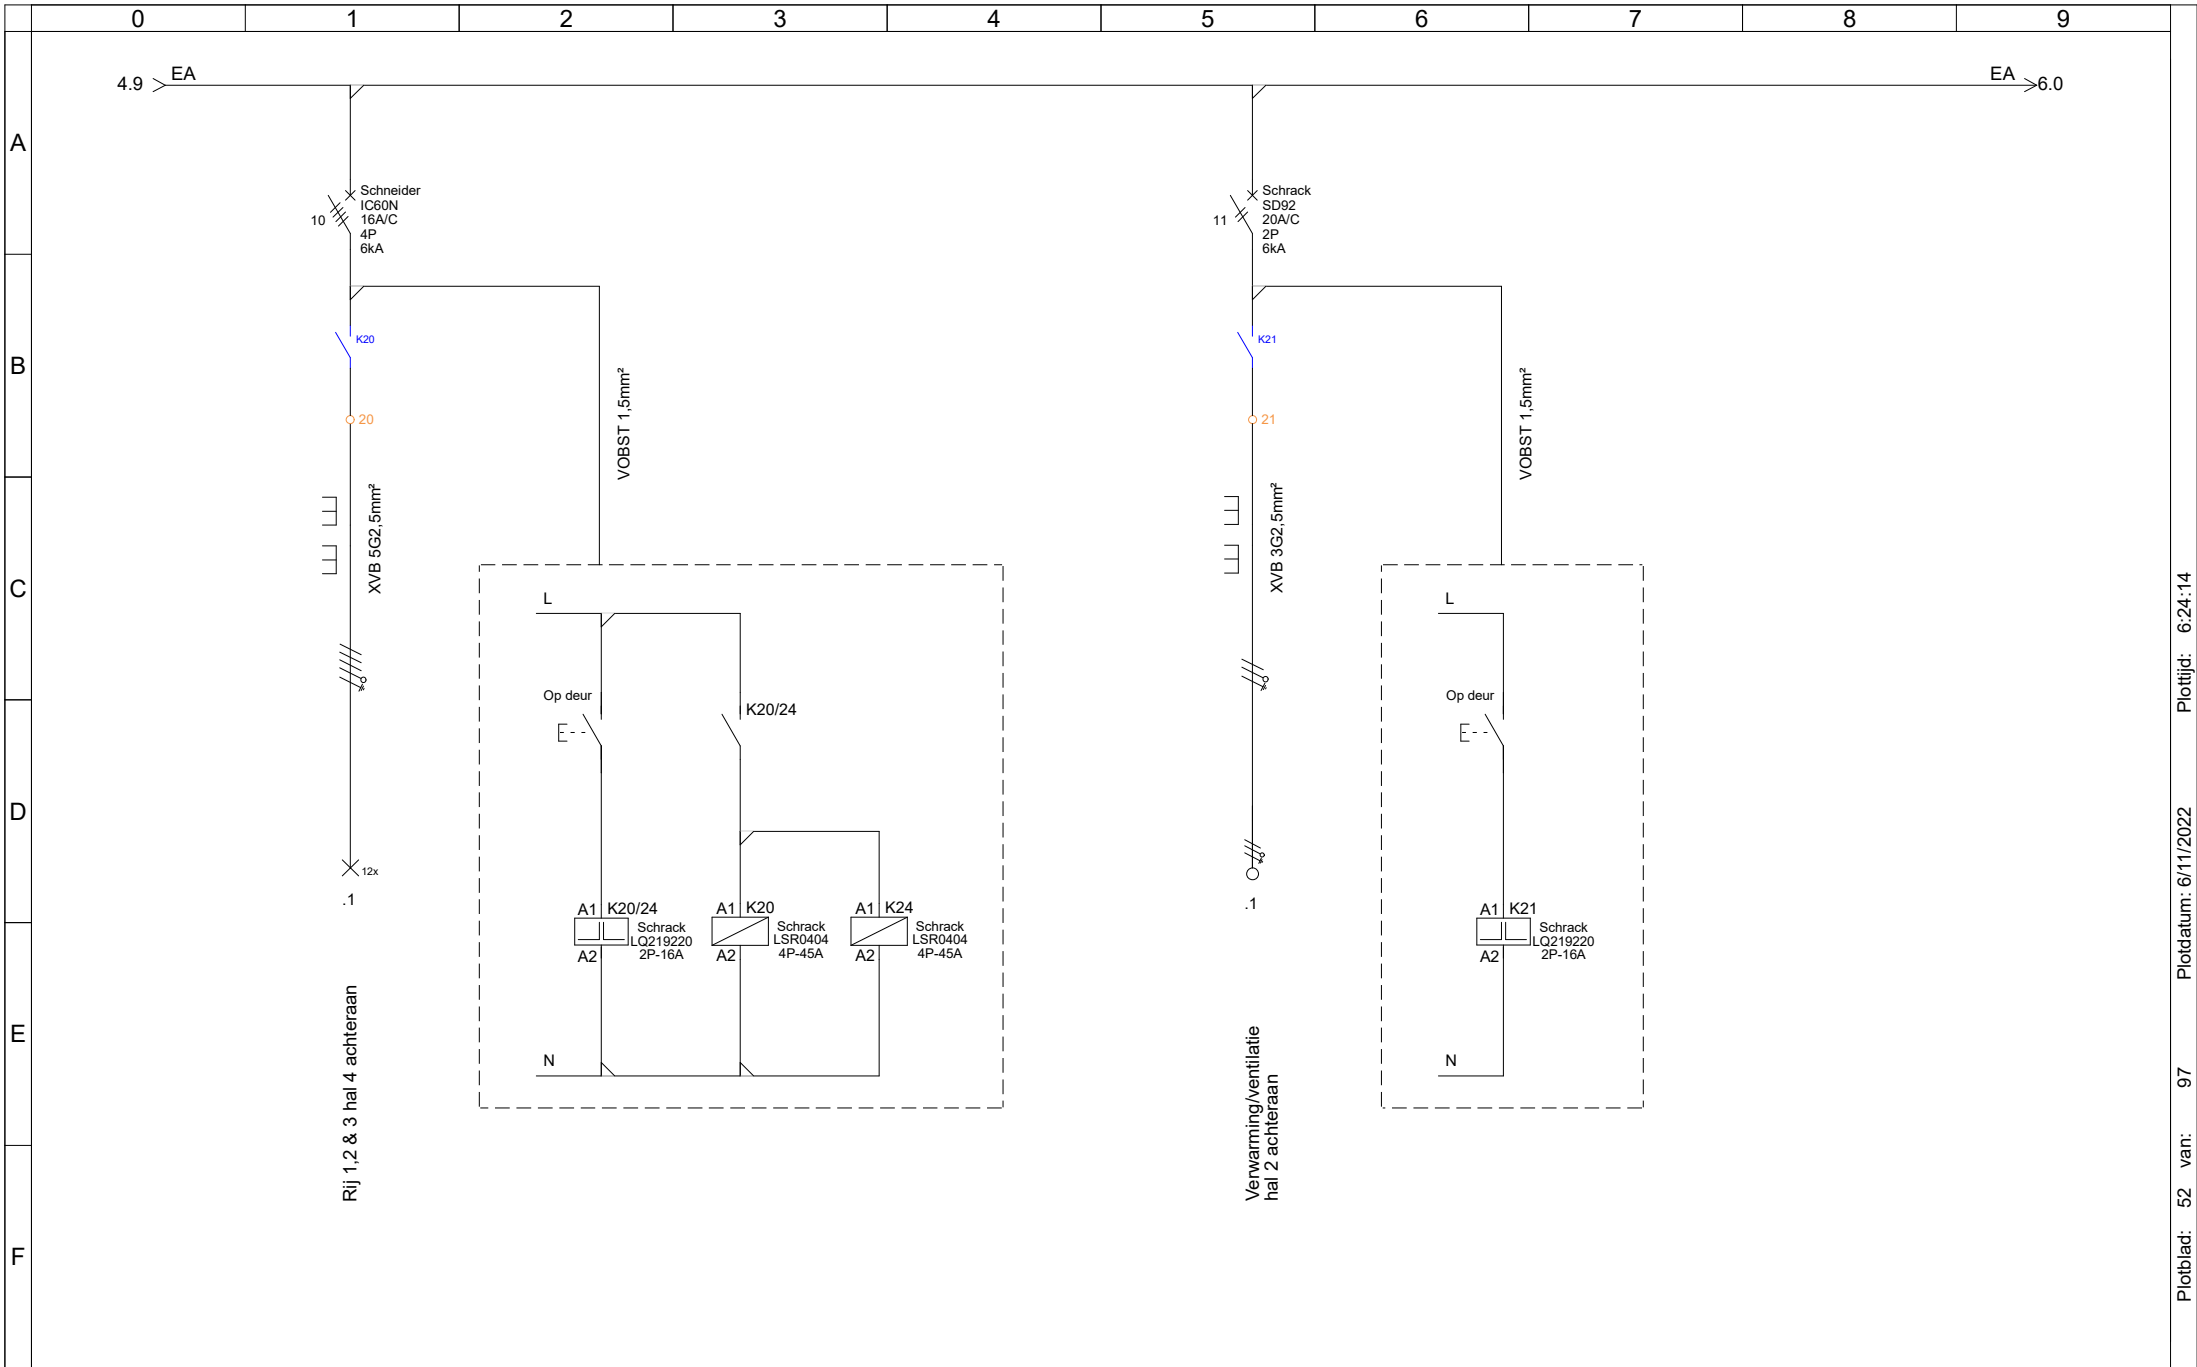 0 1 2 3 4 5 6 7 8 9
4.9 EA
EA 6.0
A
B
C
D
E
F
10
Schneider
IC60N
16A/C
4P
6kA
K20
20
XVB 5G2,5mm²
12x
.1
Rij 1,2 & 3 hal 4 achteraan
VOBST 1,5mm²
L
Op deur
K20/24
A1 K20/24
Schrack
LQ219220
2P-16A
A2
A1 K20
Schrack
LSR0404
4P-45A
A2
A1 K24
Schrack
LSR0404
4P-45A
A2
N
11
Schrack
SD92
20A/C
2P
6kA
K21
21
XVB 3G2,5mm²
.1
Verwarming/ventilatie
hal 2 achteraan
VOBST 1,5mm²
L
Op deur
A1 K21
Schrack
LQ219220
2P-16A
A2
N
Plotblad: 52 van: 97 Plotdatum: 6/11/2022 Plottijd: 6:24:14